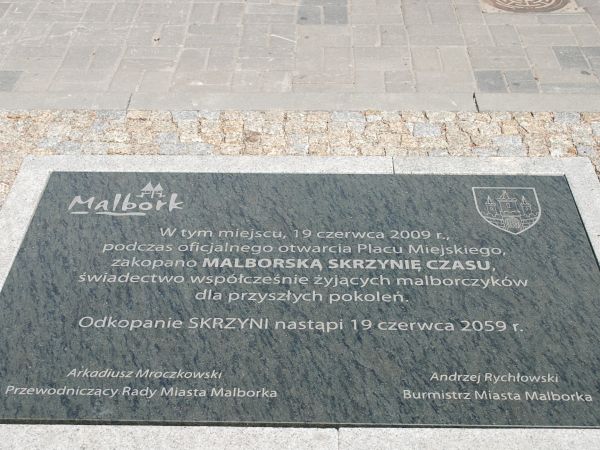 Malbork
W tym miejscu, 19 czerwca 2009 r.,
podczas oficjalnego otwarcia Placu Miejskiego,
zakopano MALBORSKĄ SKRZYNIĘ CZASU,
świadectwo współcześnie żyjących malborczyków
dla przyszłych pokoleń.
Odkopanie SKRZYNI nastąpi 19 czerwca 2059 r.
Arkadiusz Mroczkowski
Przewodniczący Rady Miasta Malborka
Andrzej Rychłowski
Burmistrz Miasta Malborka